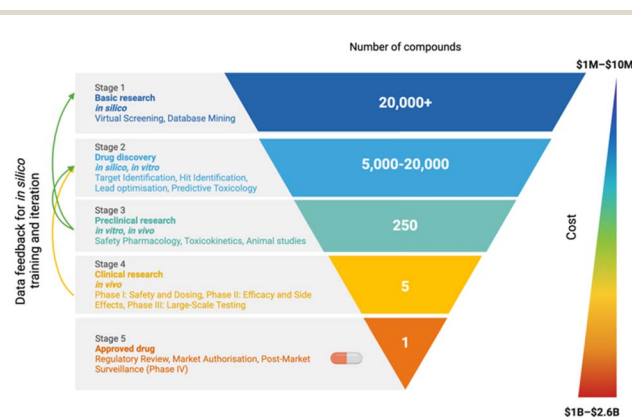 Number of compounds
$1M–$10M
Stage 1
Basic research
in silico
Virtual Screening, Database Mining
20,000+
Stage 2
Drug discovery
in silico, in vitro
Target Identification, Hit Identification,
Lead optimisation, Predictive Toxicology
5,000-20,000
Stage 3
Preclinical research
in vitro, in vivo
Safety Pharmacology, Toxicokinetics, Animal studies
250
Stage 4
Clinical research
in vivo
Phase I: Safety and Dosing, Phase II: Efficacy and Side
Effects, Phase III: Large-Scale Testing
5
Stage 5
Approved drug
Regulatory Review, Market Authorisation, Post-Market
Surveillance (Phase IV)
1
Data feedback for in silico
training and iteration
Cost
$1B–$2.6B